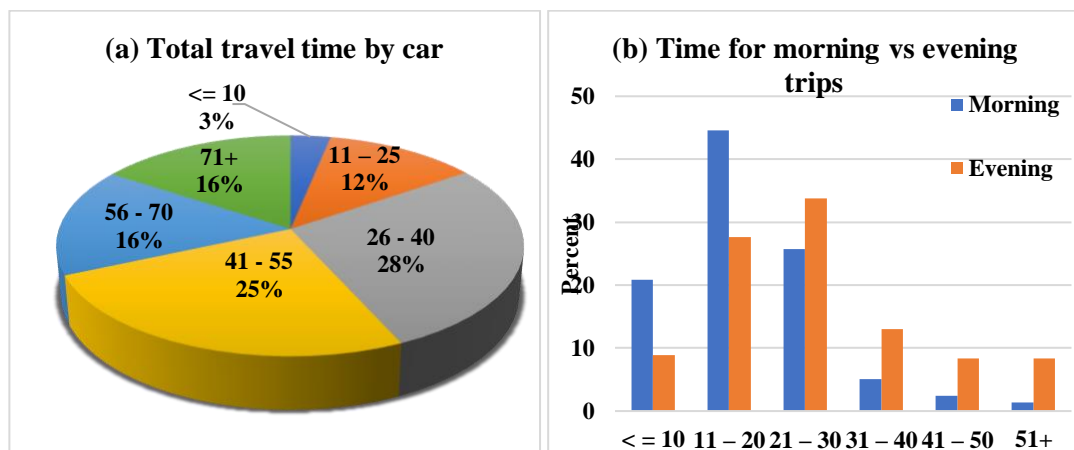 (a) Total travel time by car
<= 10
3%
11 – 25
12%
26 - 40
28%
41 - 55
25%
56 - 70
16%
71+
16%
(b) Time for morning vs evening
trips
Morning
Evening
Percent
50
40
30
20
10
0
< = 10 11 – 20 21 – 30 31 – 40 41 – 50 51+